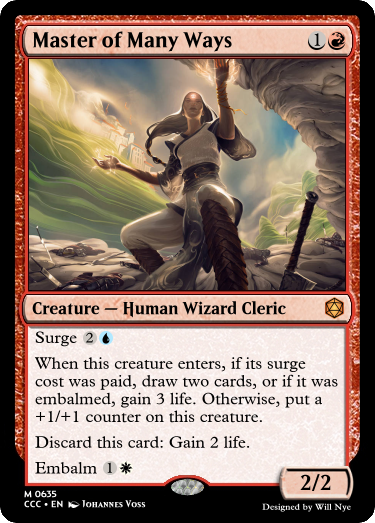 Master of Many Ways 1
Creature — Human Wizard Cleric
Surge 2
When this creature enters, if its surge
cost was paid, draw two cards, or if it was
embalmed, gain 3 life. Otherwise, put a
+1/+1 counter on this creature.
Discard this card: Gain 2 life.
Embalm 1
2/2
M 0635
CCC • EN Johannes Voss
Designed by Will Nye